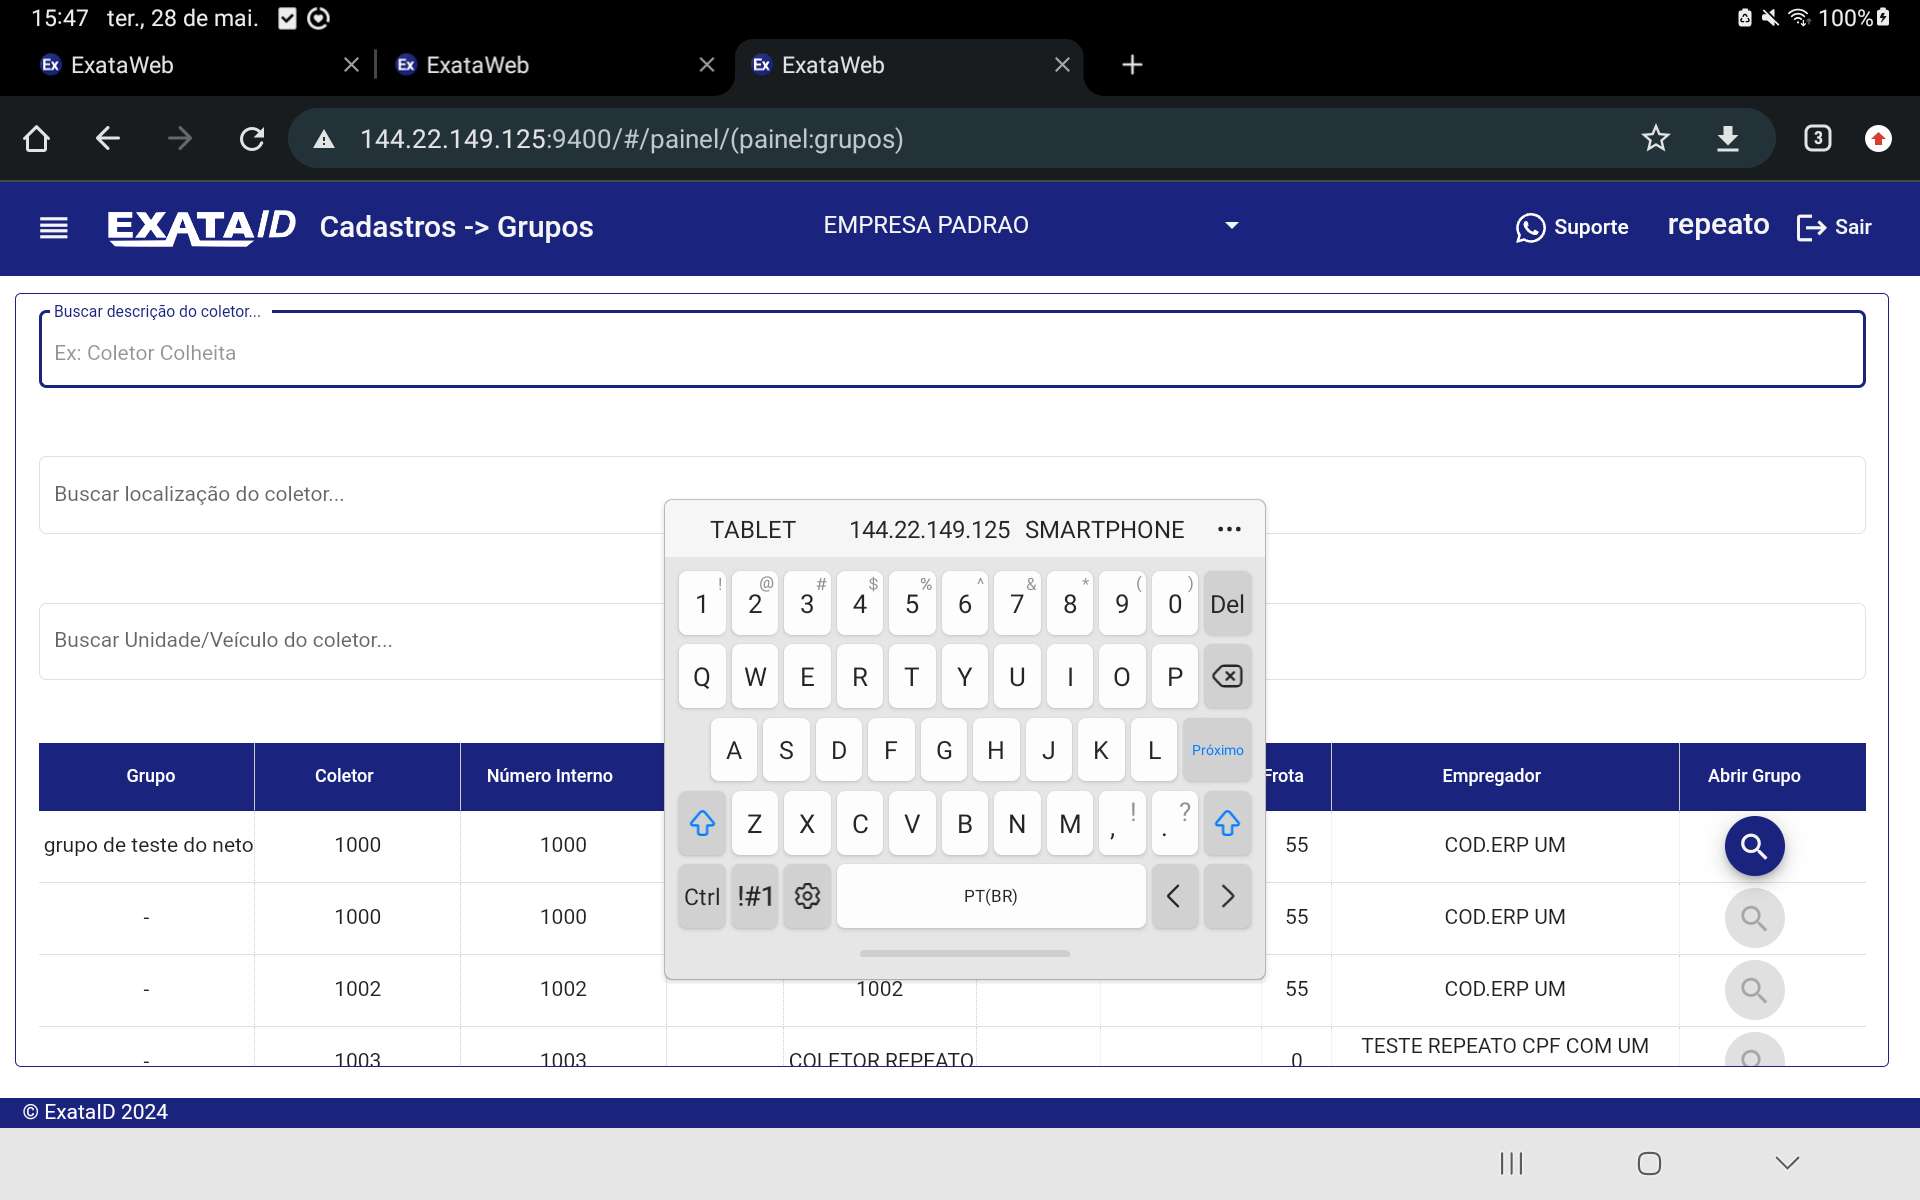 15:47 ter., 28 de mai. 100%
Ex ExataWeb Ex ExataWeb Ex ExataWeb
144.22.149.125:9400/#/painel/(painel:grupos) 3
EXATAID Cadastros -> Grupos EMPRESA PADRAO Suporte repeato Sair
Buscar descrição do coletor...
Ex: Coletor Colheita
Buscar localização do coletor...
Buscar Unidade/Veículo do coletor...
TABLET 144.22.149.125 SMARTPHONE
! @ # $ % ^ & * ( )
1 2 3 4 5 6 7 8 9 0 Del
Q W E R T Y U I O P
A S D F G H J K L Próximo
Z X C V B N M , ! . ?
Ctrl !#1 PT(BR) < >
Grupo Coletor Número Interno Frota Empregador Abrir Grupo
grupo de teste do neto 1000 1000 55 COD.ERP UM
- 1000 1000 55 COD.ERP UM
- 1002 1002 1002 55 COD.ERP UM
- 1003 1003 COLETOR REPEATO 0 TESTE REPEATO CPF COM UM
© ExataID 2024